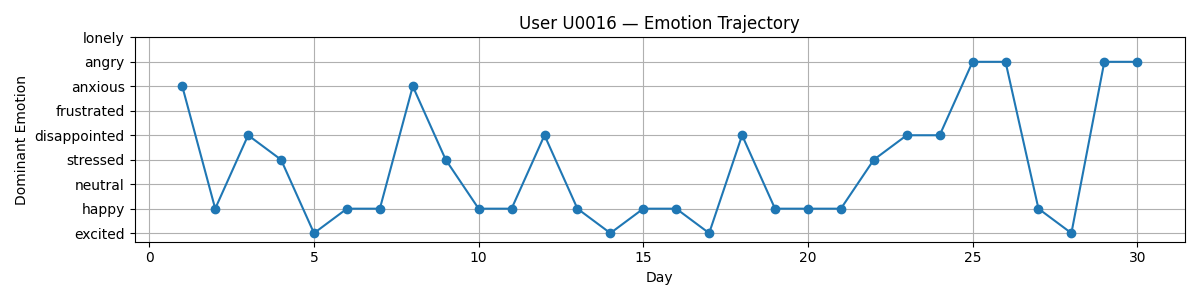 User U0016 — Emotion Trajectory
Dominant Emotion
lonely
angry
anxious
frustrated
disappointed
stressed
neutral
happy
excited
0 5 10 15 20 25 30
Day